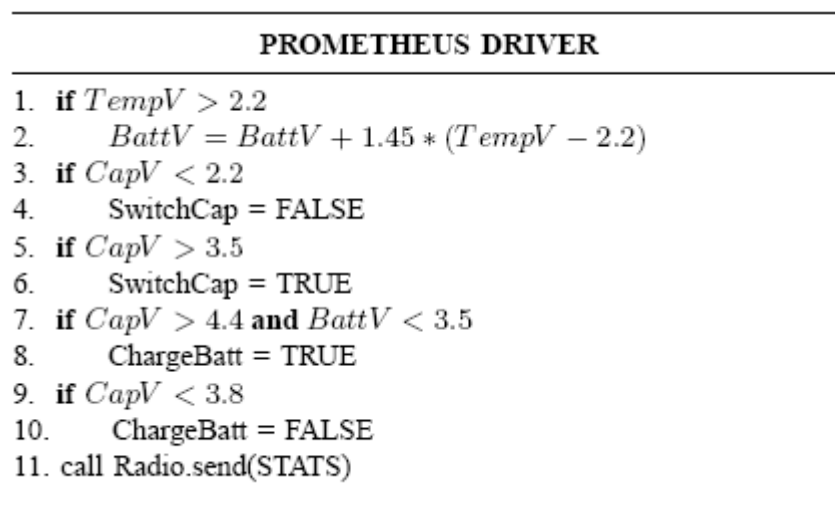 PROMETHEUS DRIVER
1. if TempV > 2.2
2. BattV = BattV + 1.45 * (TempV − 2.2)
3. if CapV < 2.2
4. SwitchCap = FALSE
5. if CapV > 3.5
6. SwitchCap = TRUE
7. if CapV > 4.4 and BattV < 3.5
8. ChargeBatt = TRUE
9. if CapV < 3.8
10. ChargeBatt = FALSE
11. call Radio.send(STATS)